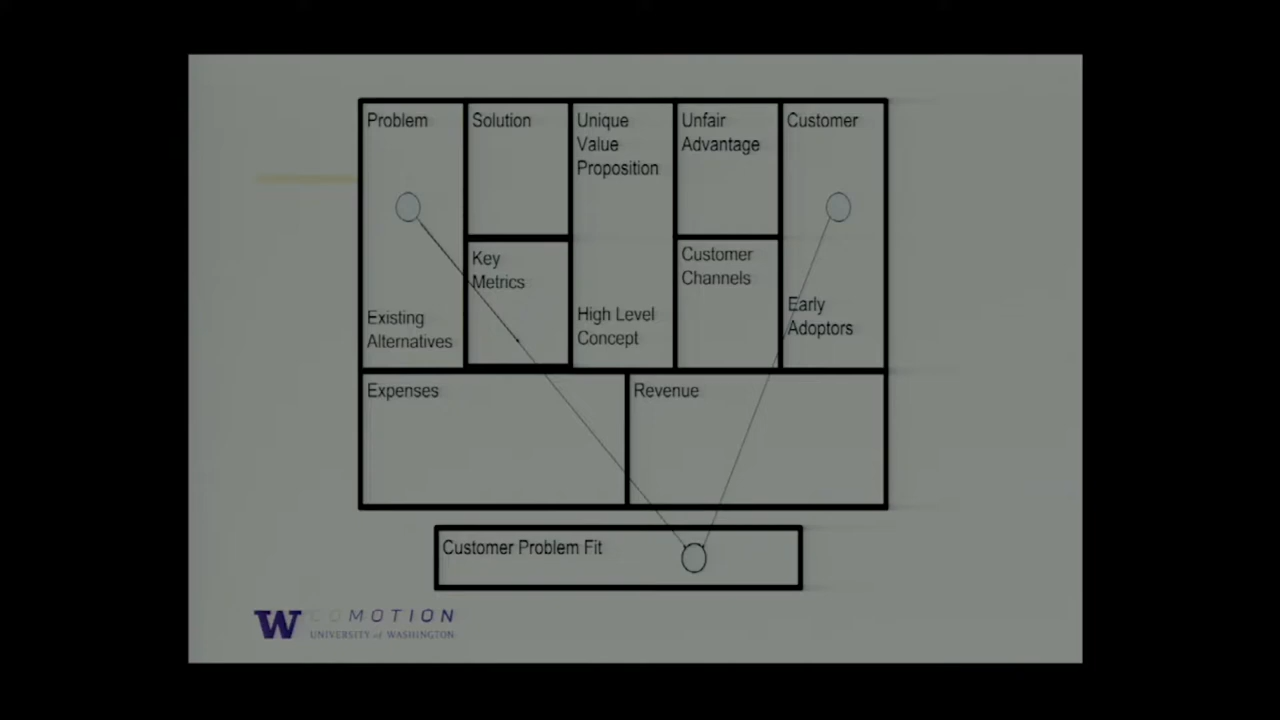 Problem
Solution
Unique
Value
Proposition
Unfair
Advantage
Customer
Key
Metrics
Customer
Channels
Existing
Alternatives
High Level
Concept
Early
Adoptors
Expenses
Revenue
Customer Problem Fit
W COMOTION
UNIVERSITY of WASHINGTON